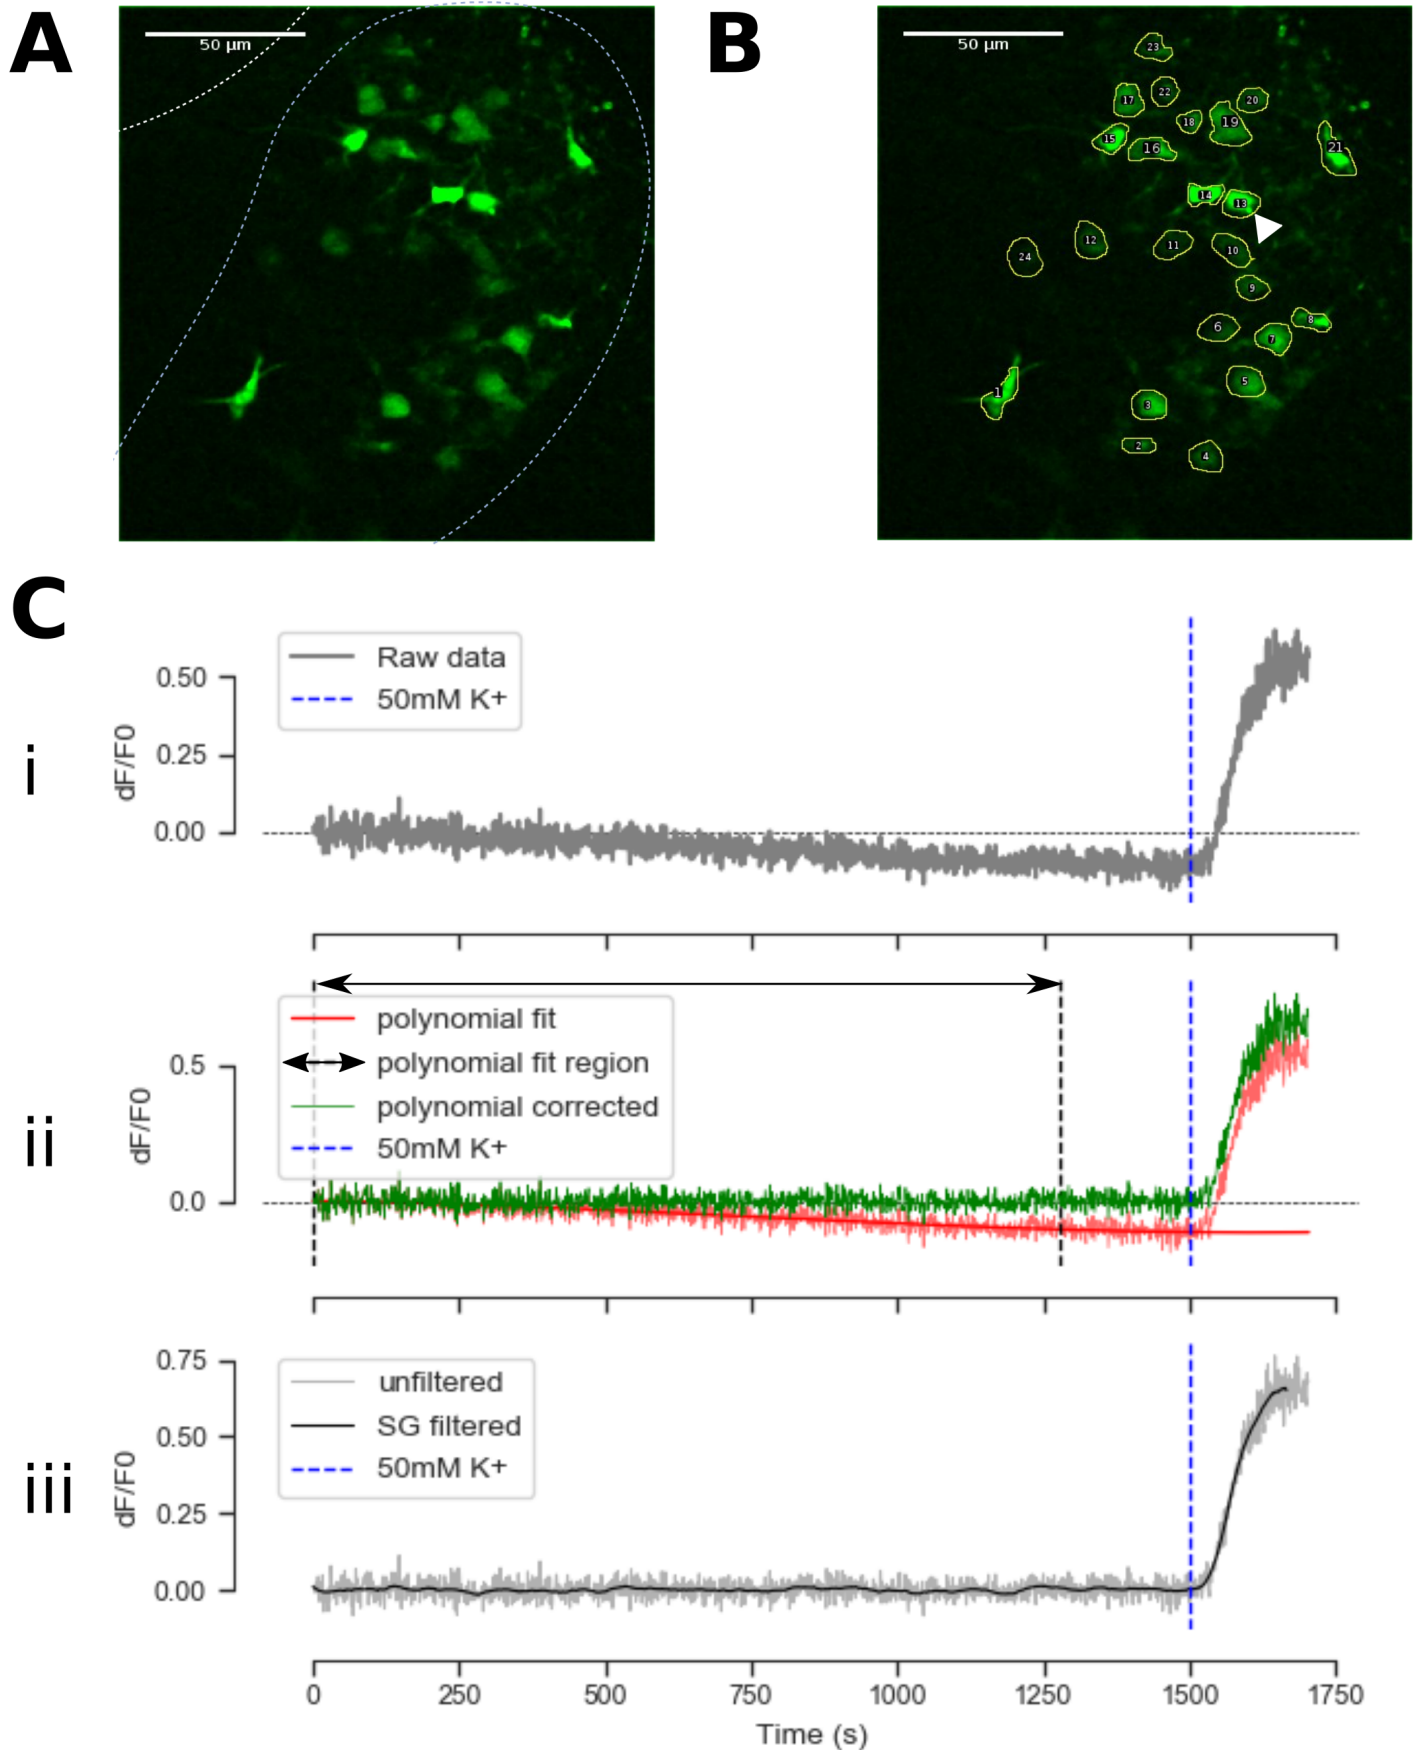 A
50 µm
B
50 µm
23
22
17
20
18
19
15
16
21
14
13
12
11
10
24
9
6
8
7
5
1
3
2
4
C
i
dF/F0
0.50
0.25
0.00
Raw data
50mM K+
ii
dF/F0
0.5
0.0
polynomial fit
polynomial fit region
polynomial corrected
50mM K+
iii
dF/F0
0.75
0.50
0.25
0.00
unfiltered
SG filtered
50mM K+
0 250 500 750 1000 1250 1500 1750
Time (s)